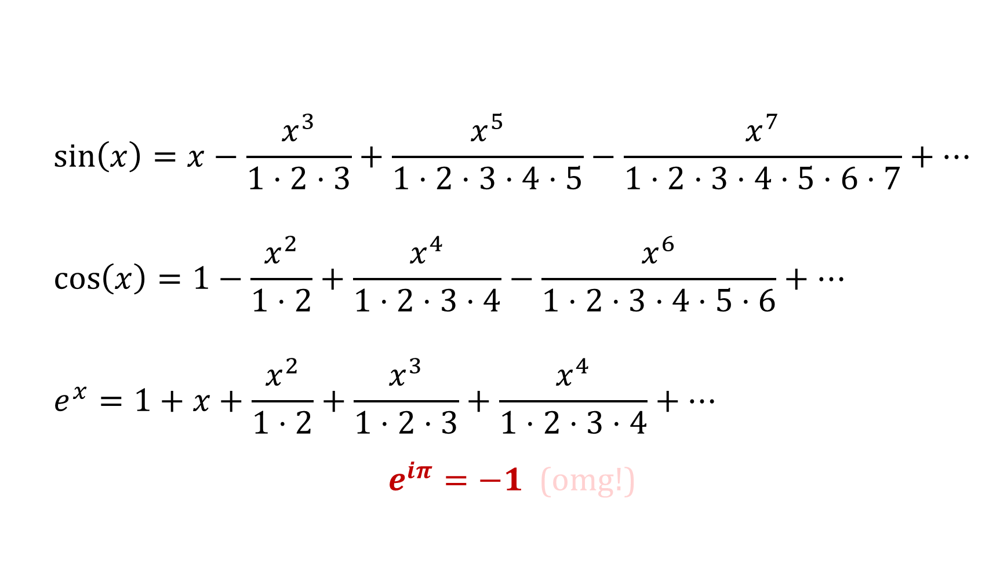 sin(x) = x − x³/(1 · 2 · 3) + x⁵/(1 · 2 · 3 · 4 · 5) − x⁷/(1 · 2 · 3 · 4 · 5 · 6 · 7) + ⋯
cos(x) = 1 − x²/(1 · 2) + x⁴/(1 · 2 · 3 · 4) − x⁶/(1 · 2 · 3 · 4 · 5 · 6) + ⋯
eˣ = 1 + x + x²/(1 · 2) + x³/(1 · 2 · 3) + x⁴/(1 · 2 · 3 · 4) + ⋯
e^{iπ} = −1 (omg!)